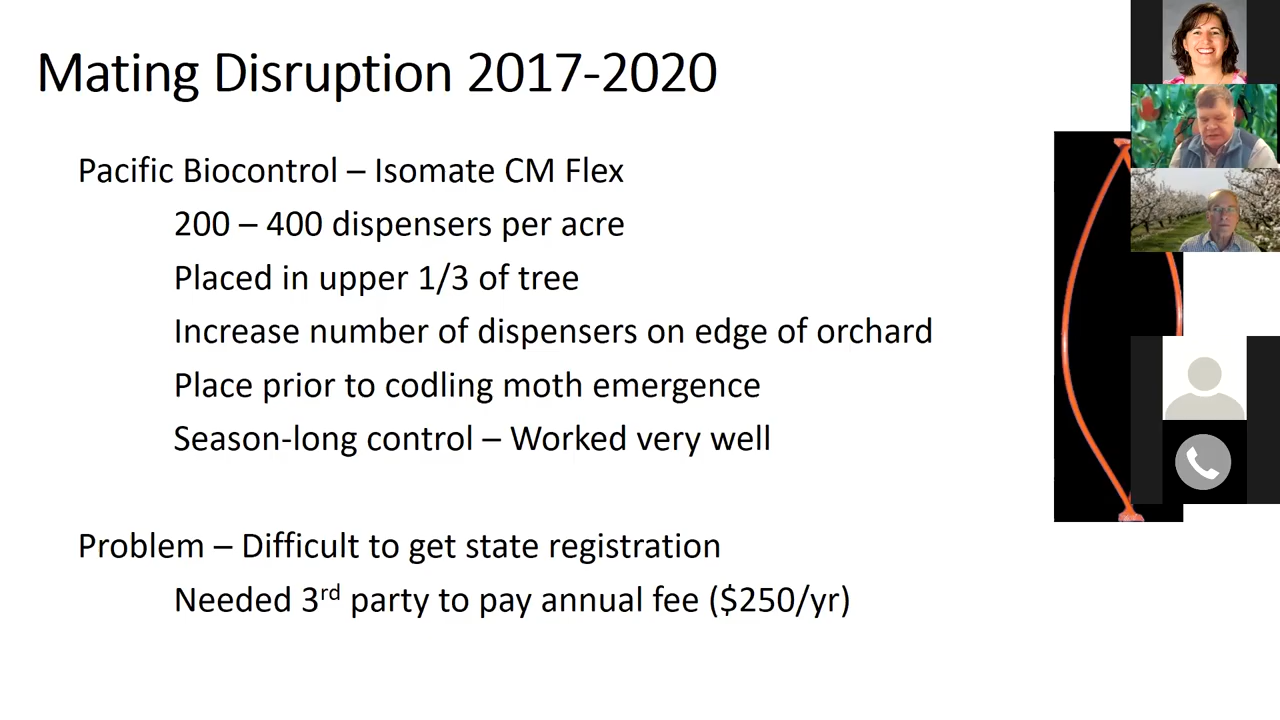 Mating Disruption 2017-2020
Pacific Biocontrol – Isomate CM Flex
200 – 400 dispensers per acre
Placed in upper 1/3 of tree
Increase number of dispensers on edge of orchard
Place prior to codling moth emergence
Season-long control – Worked very well
Problem – Difficult to get state registration
Needed 3rd party to pay annual fee ($250/yr)